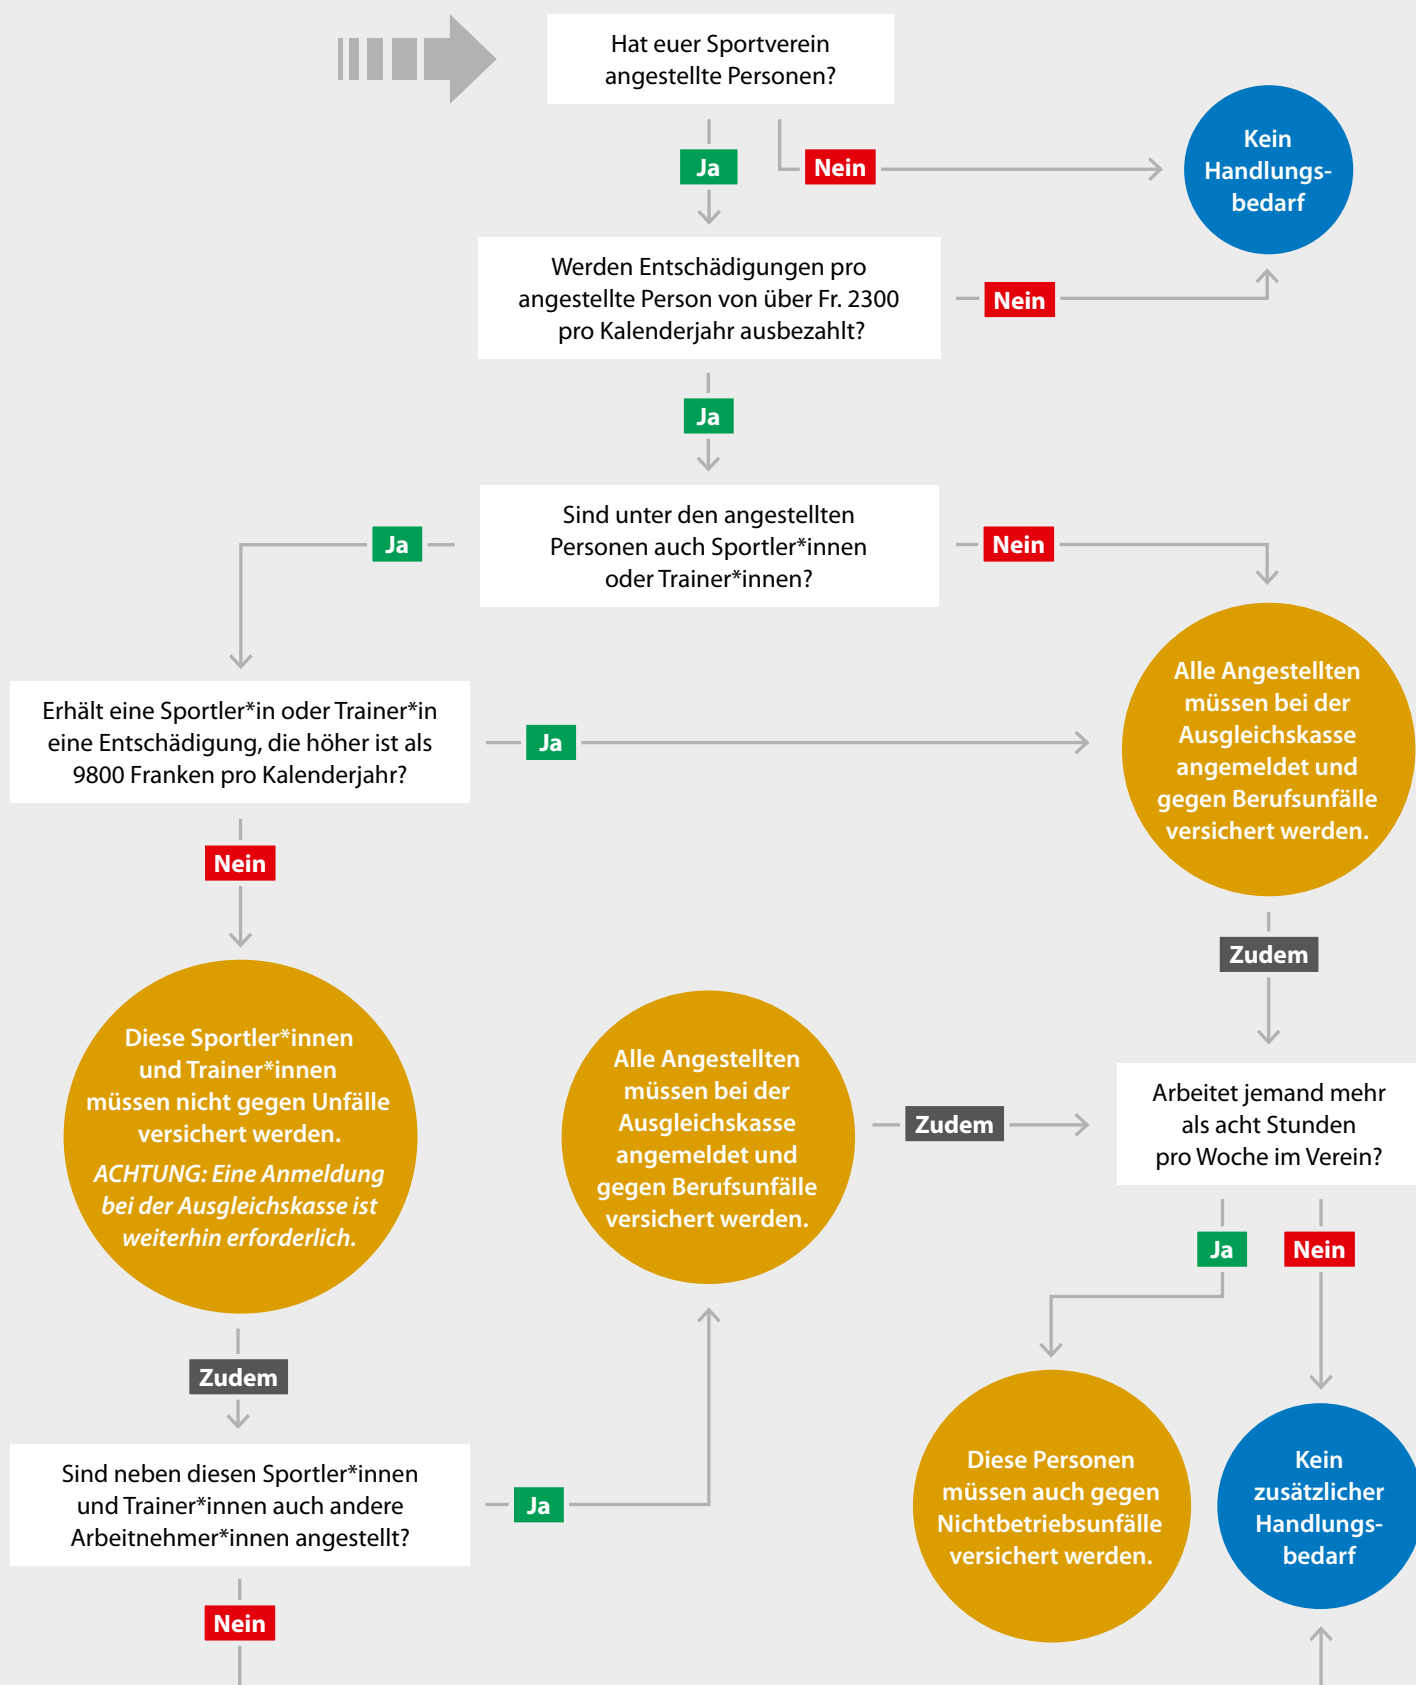 Hat euer Sportverein
angestellte Personen?
Ja
Nein
Kein
Handlungs-
bedarf
Werden Entschädigungen pro
angestellte Person von über Fr. 2300
pro Kalenderjahr ausbezahlt?
Nein
Ja
Sind unter den angestellten
Personen auch Sportler*innen
oder Trainer*innen?
Ja
Nein
Erhält eine Sportler*in oder Trainer*in
eine Entschädigung, die höher ist als
9800 Franken pro Kalenderjahr?
Ja
Alle Angestellten
müssen bei der
Ausgleichskasse
angemeldet und
gegen Berufsunfälle
versichert werden.
Nein
Zudem
Diese Sportler*innen
und Trainer*innen
müssen nicht gegen Unfälle
versichert werden.
ACHTUNG: Eine Anmeldung
bei der Ausgleichskasse ist
weiterhin erforderlich.
Alle Angestellten
müssen bei der
Ausgleichskasse
angemeldet und
gegen Berufsunfälle
versichert werden.
Zudem
Arbeitet jemand mehr
als acht Stunden
pro Woche im Verein?
Ja
Nein
Zudem
Sind neben diesen Sportler*innen
und Trainer*innen auch andere
Arbeitnehmer*innen angestellt?
Ja
Diese Personen
müssen auch gegen
Nichtbetriebsunfälle
versichert werden.
Kein
zusätzlicher
Handlungs-
bedarf
Nein